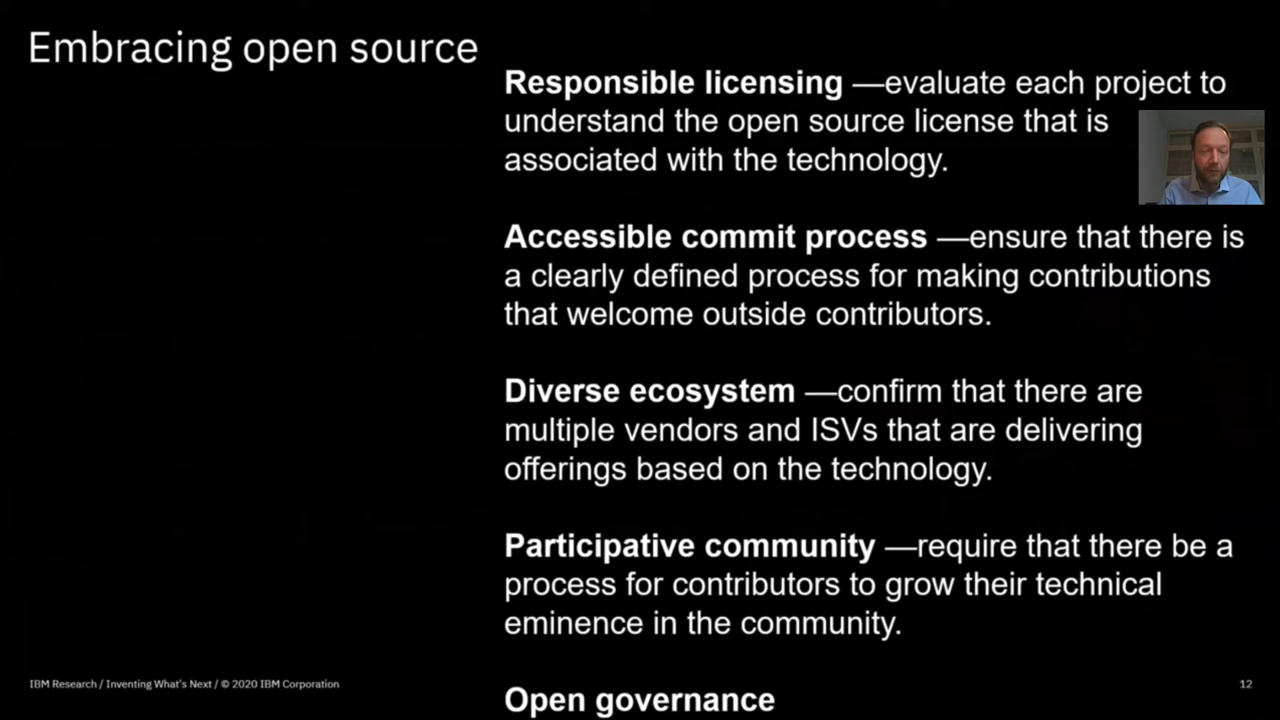 Embracing open source
Responsible licensing —evaluate each project to
understand the open source license that is
associated with the technology.
Accessible commit process —ensure that there is
a clearly defined process for making contributions
that welcome outside contributors.
Diverse ecosystem —confirm that there are
multiple vendors and ISVs that are delivering
offerings based on the technology.
Participative community —require that there be a
process for contributors to grow their technical
eminence in the community.
Open governance
IBM Research / Inventing What's Next / © 2020 IBM Corporation
12